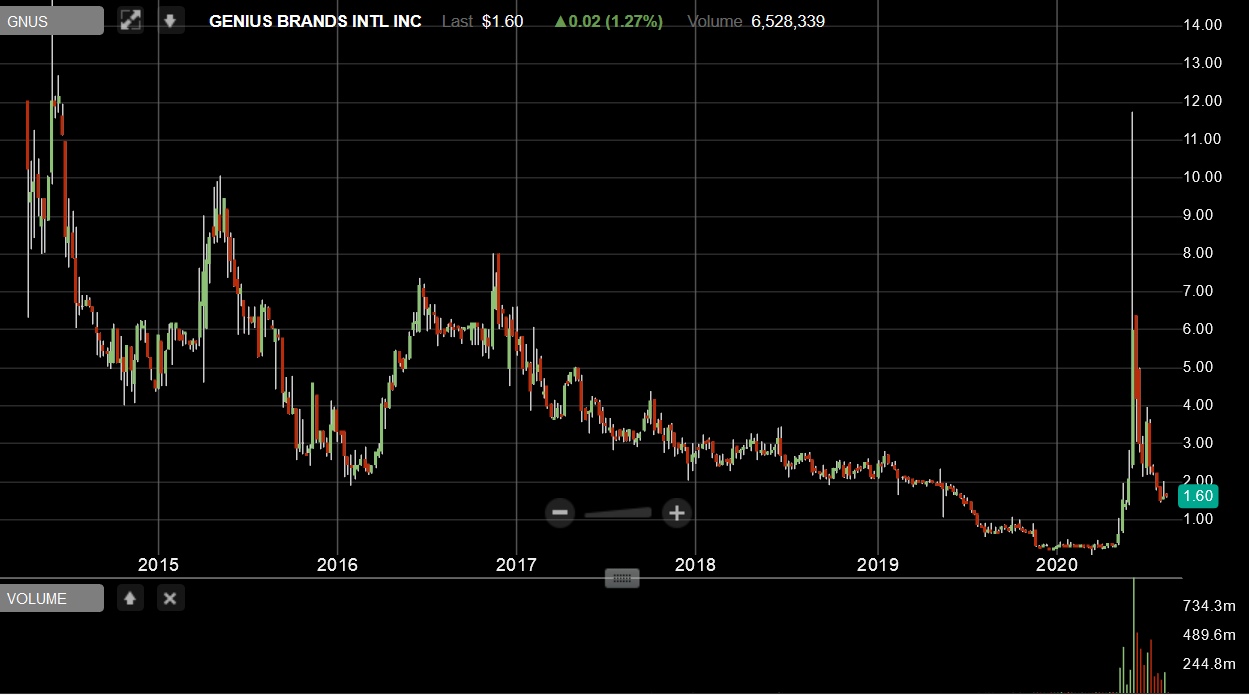 GNUS GENIUS BRANDS INTL INC Last $1.60 ▲0.02 (1.27%) Volume 6,528,339
14.00
13.00
12.00
11.00
10.00
9.00
8.00
7.00
6.00
5.00
4.00
3.00
2.00
1.60
1.00
2015 2016 2017 2018 2019 2020
VOLUME
734.3m
489.6m
244.8m